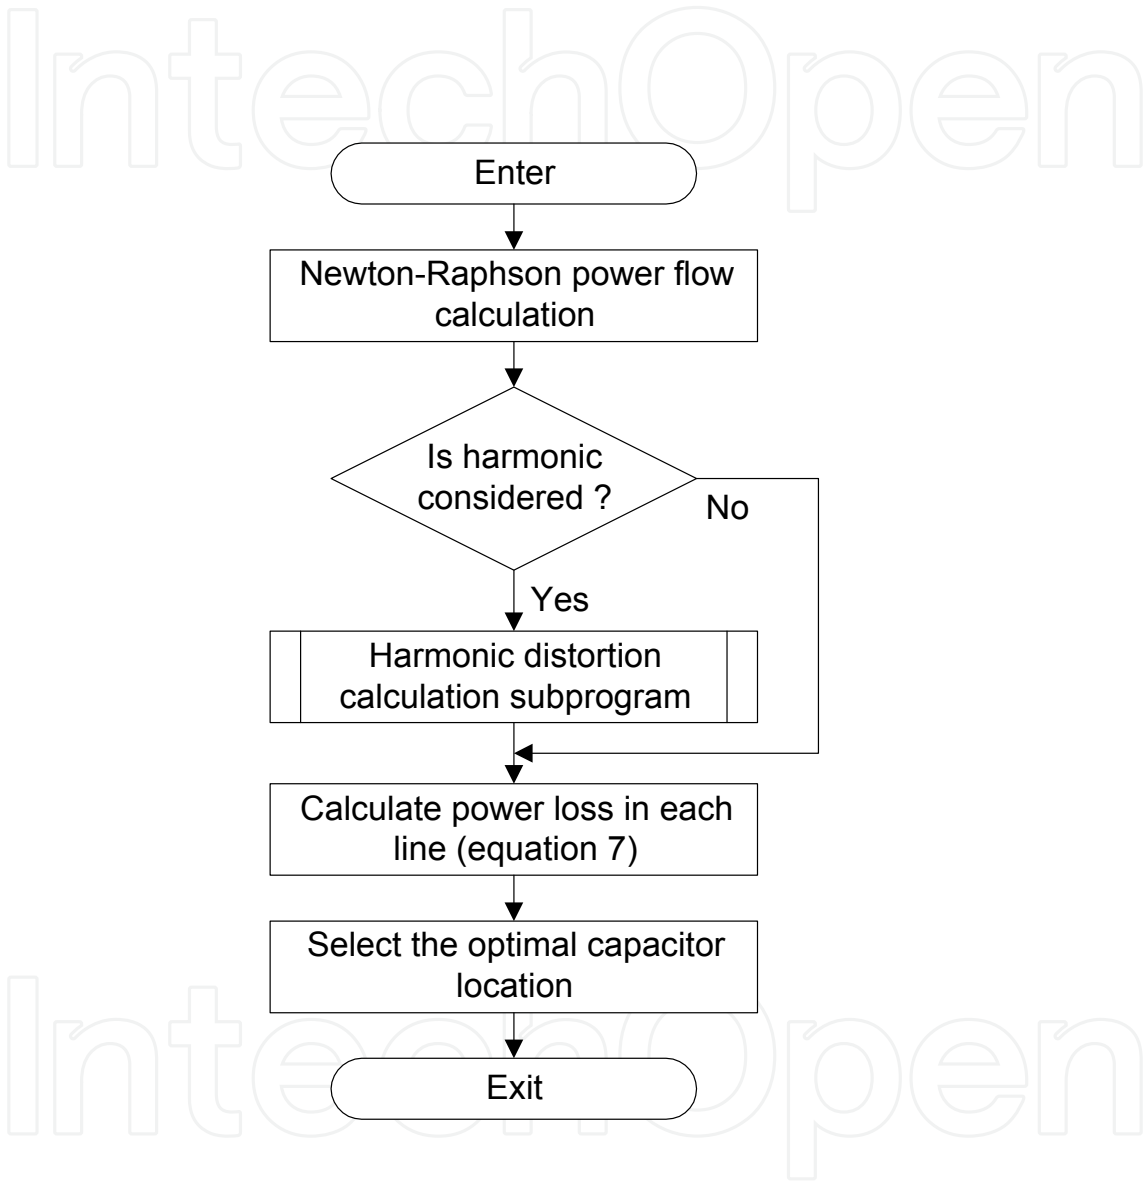 IntechOpen
Enter
Newton-Raphson power flow
calculation
Is harmonic
considered ?
No
Yes
Harmonic distortion
calculation subprogram
Calculate power loss in each
line (equation 7)
Select the optimal capacitor
location
IntechOpen
Exit